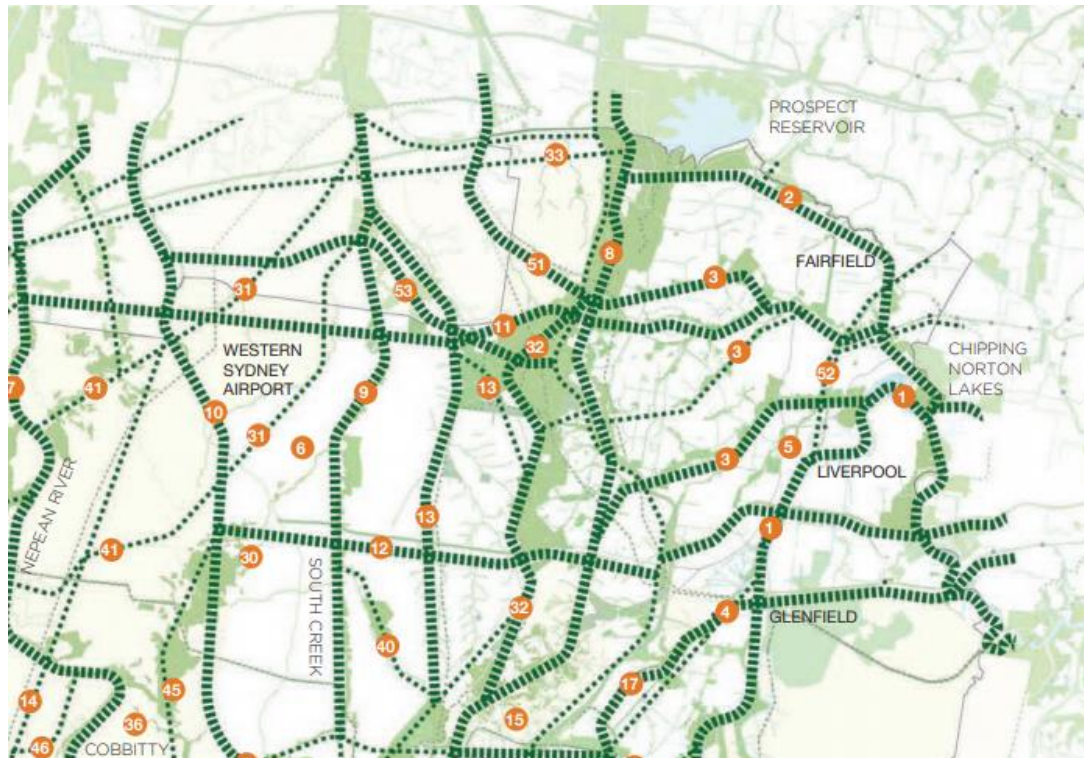 PROSPECT
RESERVOIR
33
2
8
FAIRFIELD
51
3
31
53
11
32
3
CHIPPING
NORTON
LAKES
WESTERN
SYDNEY
AIRPORT
52
7
41
13
9
1
10
31
6
5
3
LIVERPOOL
NEPEAN RIVER
13
1
12
41
30
SOUTH CREEK
32
4
GLENFIELD
40
17
45
14
15
36
46
COBBITTY